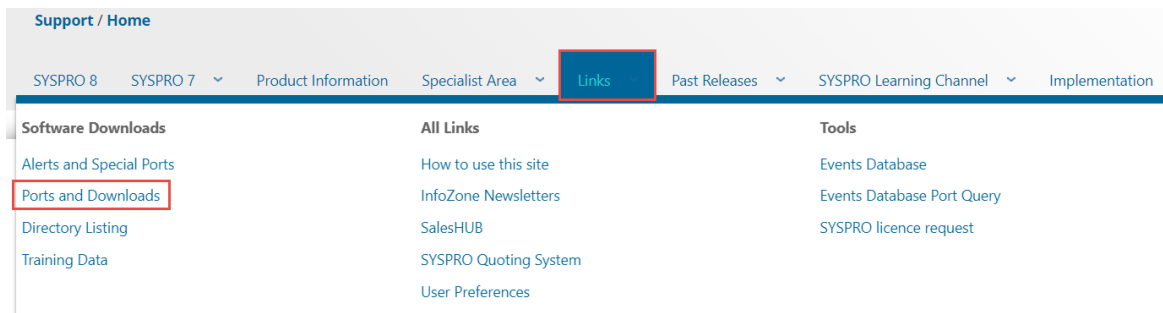 Support / Home
SYSPRO 8 SYSPRO 7 Product Information Specialist Area Links Past Releases SYSPRO Learning Channel Implementation
Software Downloads All Links Tools
Alerts and Special Ports How to use this site Events Database
Ports and Downloads InfoZone Newsletters Events Database Port Query
Directory Listing SalesHUB SYSPRO licence request
Training Data SYSPRO Quoting System
User Preferences